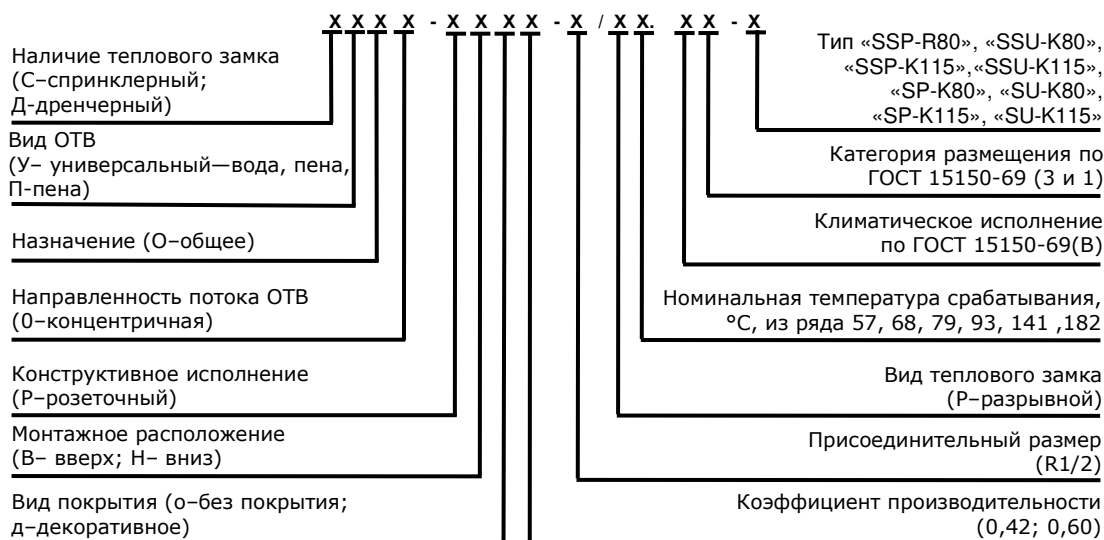 X X X X - X X X X - X / X X. X X - X
Наличие теплового замка
(С–спринклерный;
Д-дренчерный)
Вид ОТВ
(У– универсальный—вода, пена,
П-пена)
Назначение (О–общее)
Направленность потока ОТВ
(0–концентричная)
Конструктивное исполнение
(Р–розеточный)
Монтажное расположение
(В– вверх; Н– вниз)
Вид покрытия (о–без покрытия;
д–декоративное)
Тип «SSP-R80», «SSU-K80»,
«SSP-K115»,«SSU-K115»,
«SP-K80», «SU-K80»,
«SP-K115», «SU-K115»
Категория размещения по
ГОСТ 15150-69 (3 и 1)
Климатическое исполнение
по ГОСТ 15150-69(В)
Номинальная температура срабатывания,
°С, из ряда 57, 68, 79, 93, 141 ,182
Вид теплового замка
(Р–разрывной)
Присоединительный размер
(R1/2)
Коэффициент производительности
(0,42; 0,60)